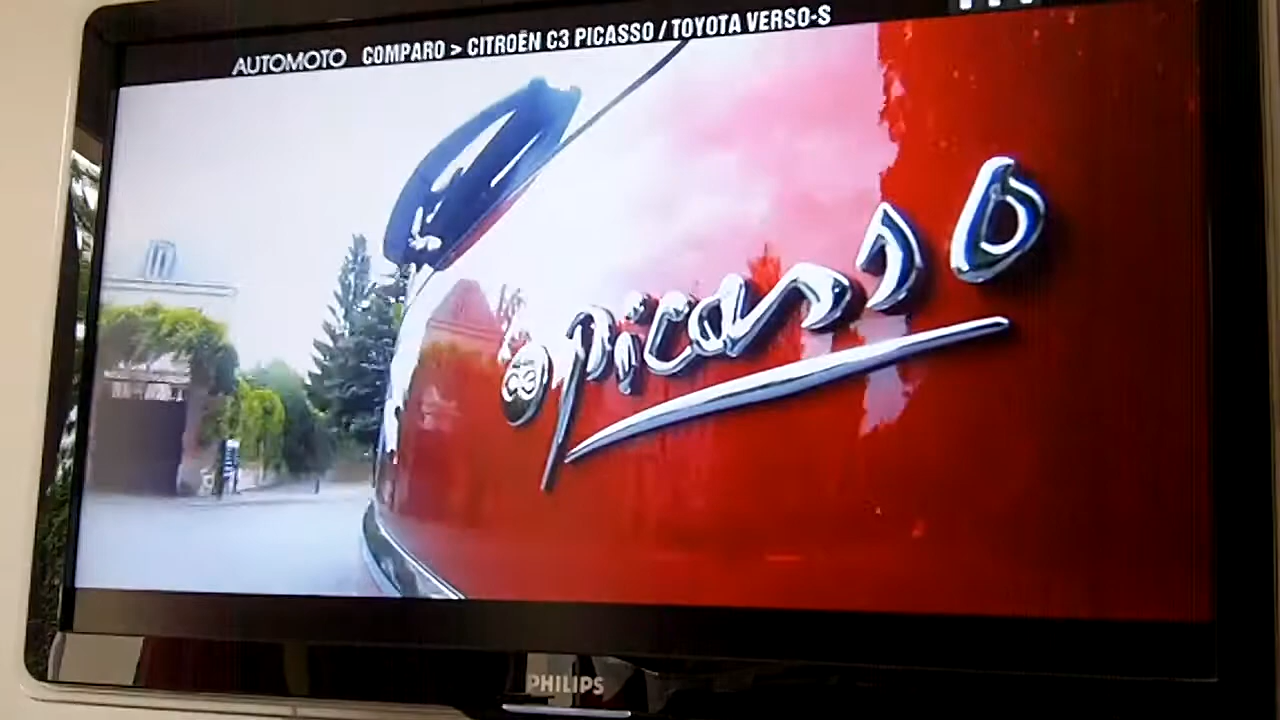 AUTOMOTO COMPARO > CITROËN C3 PICASSO / TOYOTA VERSO-S
C3 picasso
PHILIPS